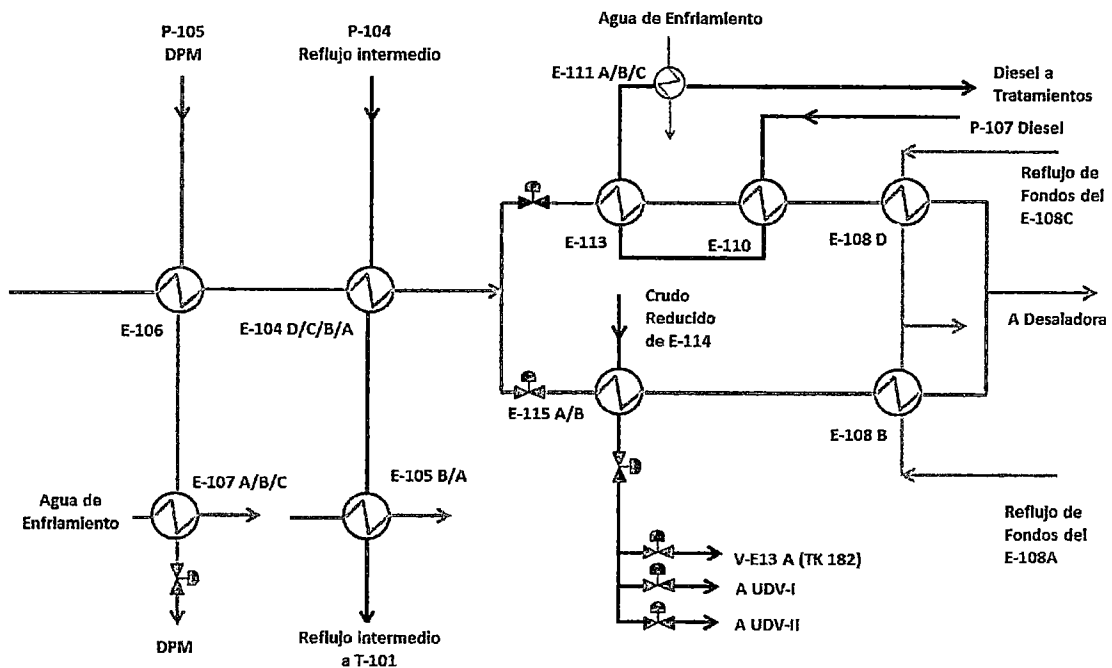 P-105
DPM
P-104
Reflujo intermedio
Agua de Enfriamiento
E-111 A/B/C
Diesel a
Tratamientos
P-107 Diesel
Reflujo de
Fondos del
E-108C
E-113
E-110
E-108 D
E-106
E-104 D/C/B/A
Crudo
Reducido
de E-114
A Desaladora
E-115 A/B
E-108 B
E-107 A/B/C
E-105 B/A
Agua de
Enfriamiento
Reflujo de
Fondos del
E-108A
V-E13 A (TK 182)
A UDV-I
A UDV-II
DPM
Reflujo intermedio
a T-101